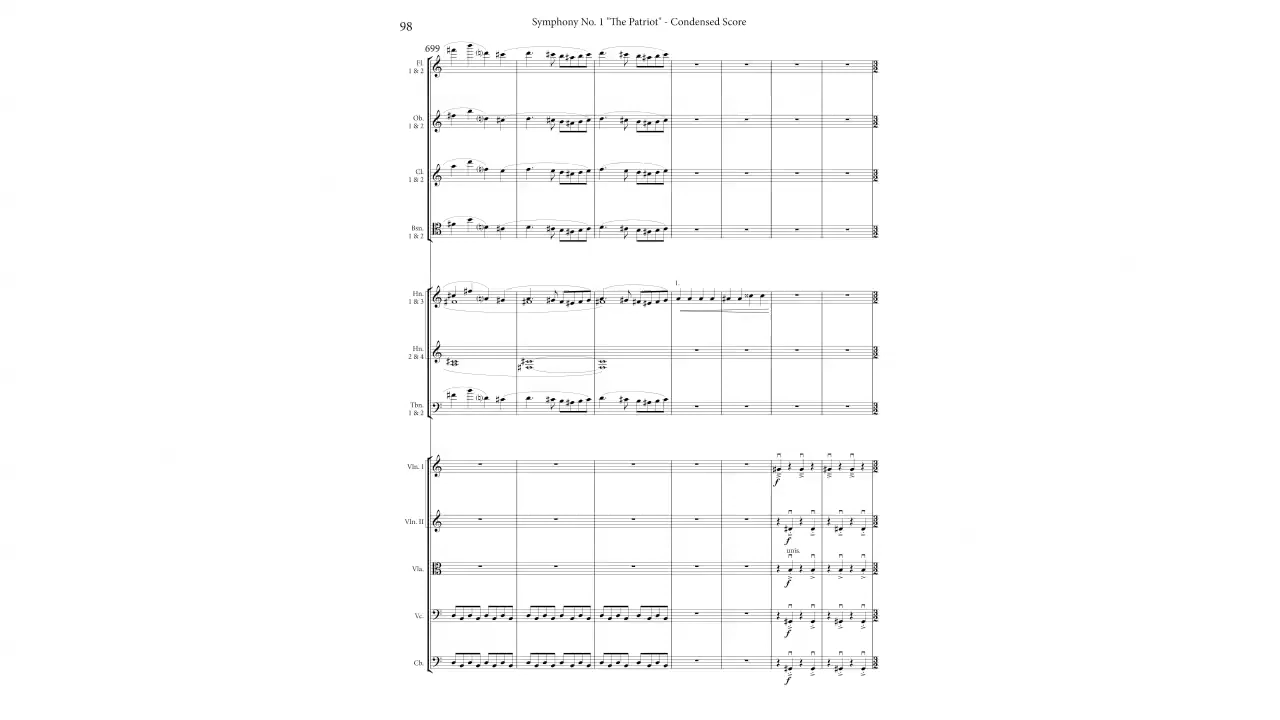 98
Symphony No. 1 "The Patriot" - Condensed Score
699
Fl.
1 & 2
Ob.
1 & 2
Cl.
1 & 2
Bsn.
1 & 2
Hn.
1 & 3
1.
Hn.
2 & 4
Tbn.
1 & 2
Vln. I
f
Vln. II
f
unis.
Vla.
f
Vc.
f
Cb.
f